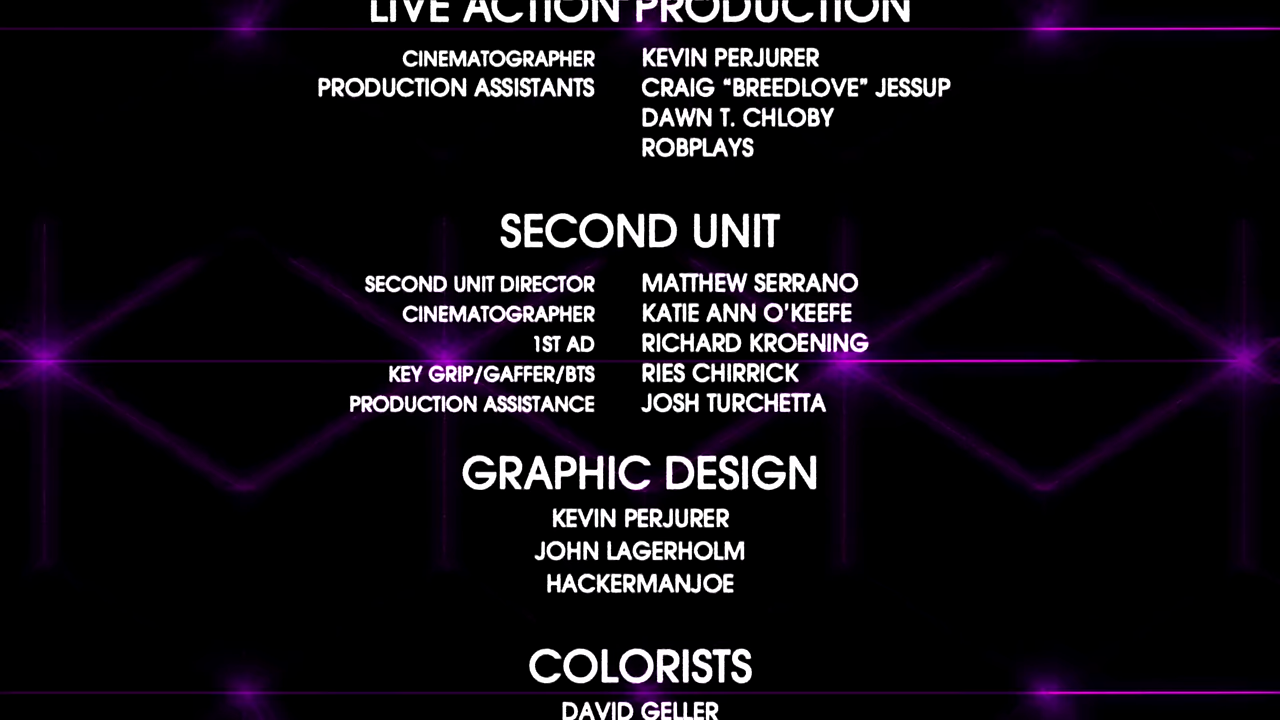 LIVE ACTION PRODUCTION
CINEMATOGRAPHER KEVIN PERJURER
PRODUCTION ASSISTANTS CRAIG “BREEDLOVE” JESSUP
DAWN T. CHLOBY
ROBPLAYS
SECOND UNIT
SECOND UNIT DIRECTOR MATTHEW SERRANO
CINEMATOGRAPHER KATIE ANN O'KEEFE
1ST AD RICHARD KROENING
KEY GRIP/GAFFER/BTS RIES CHIRRICK
PRODUCTION ASSISTANCE JOSH TURCHETTA
GRAPHIC DESIGN
KEVIN PERJURER
JOHN LAGERHOLM
HACKERMANJOE
COLORISTS
DAVID GELLER